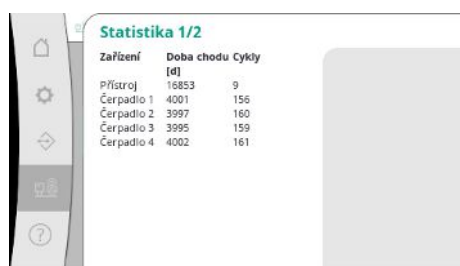 Statistika 1/2
Zařízení Doba chodu Cykly
[d]
Přístroj 16853 9
Čerpadlo 1 4001 156
Čerpadlo 2 3997 160
Čerpadlo 3 3995 159
Čerpadlo 4 4002 161
?